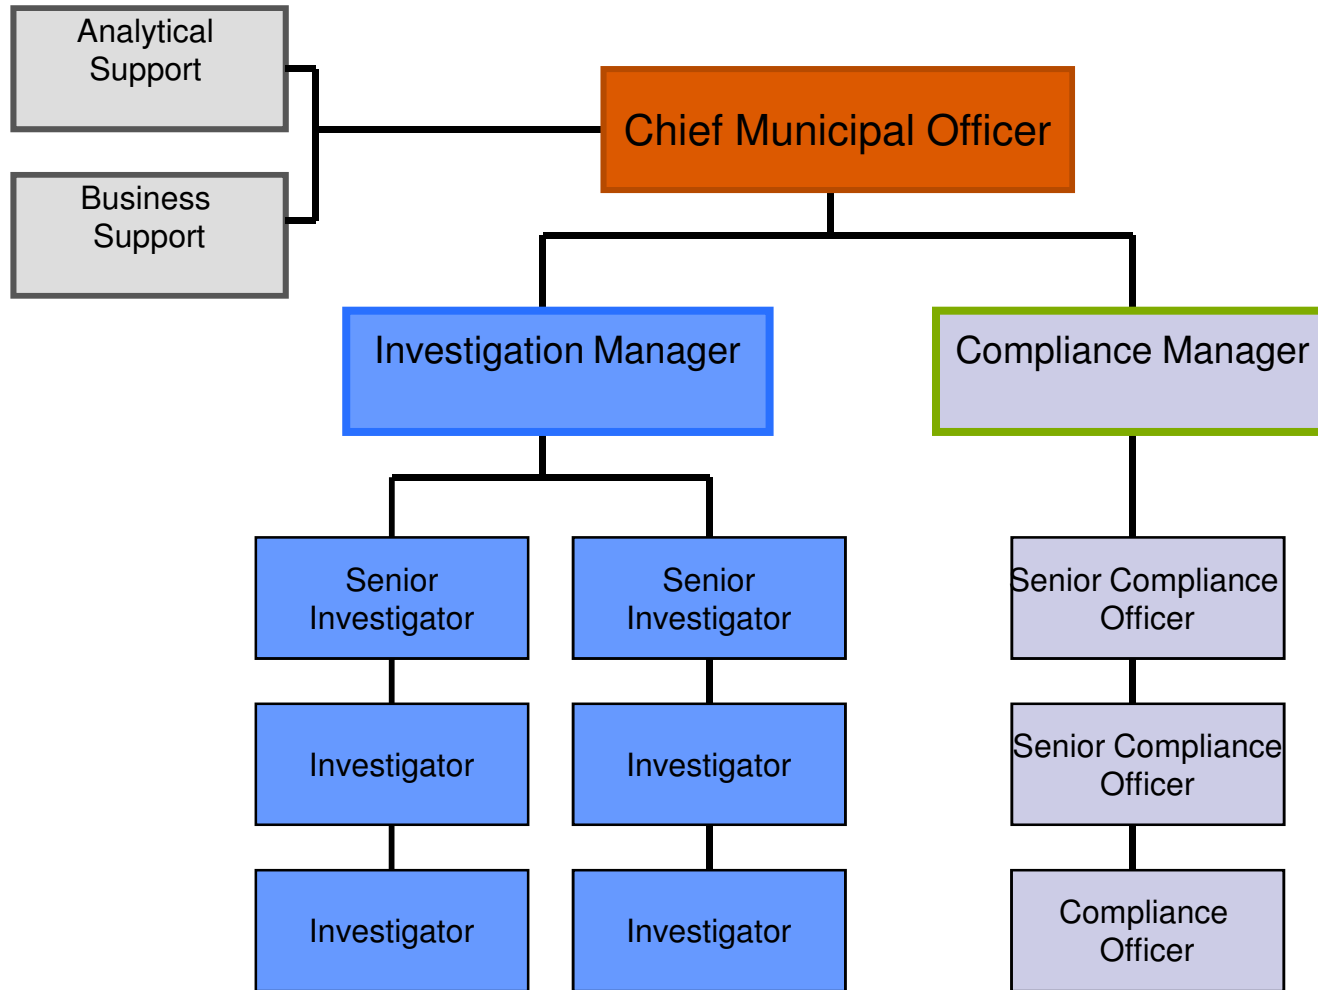 Analytical
Support
Chief Municipal Officer
Business
Support
Investigation Manager
Compliance Manager
Senior
Investigator
Senior
Investigator
Senior Compliance
Officer
Investigator
Investigator
Senior Compliance
Officer
Investigator
Investigator
Compliance
Officer